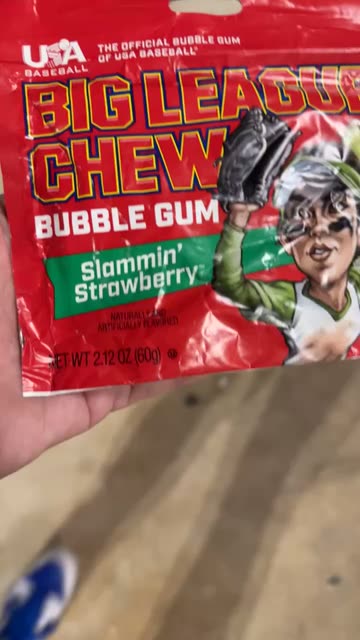 USA
BASEBALL
THE OFFICIAL BUBBLE GUM
OF USA BASEBALL
BIG LEAGUE
CHEW
BUBBLE GUM
Slammin'
Strawberry
NATURALLY AND
ARTIFICIALLY FLAVORED
NET WT 2.12 OZ (60g)